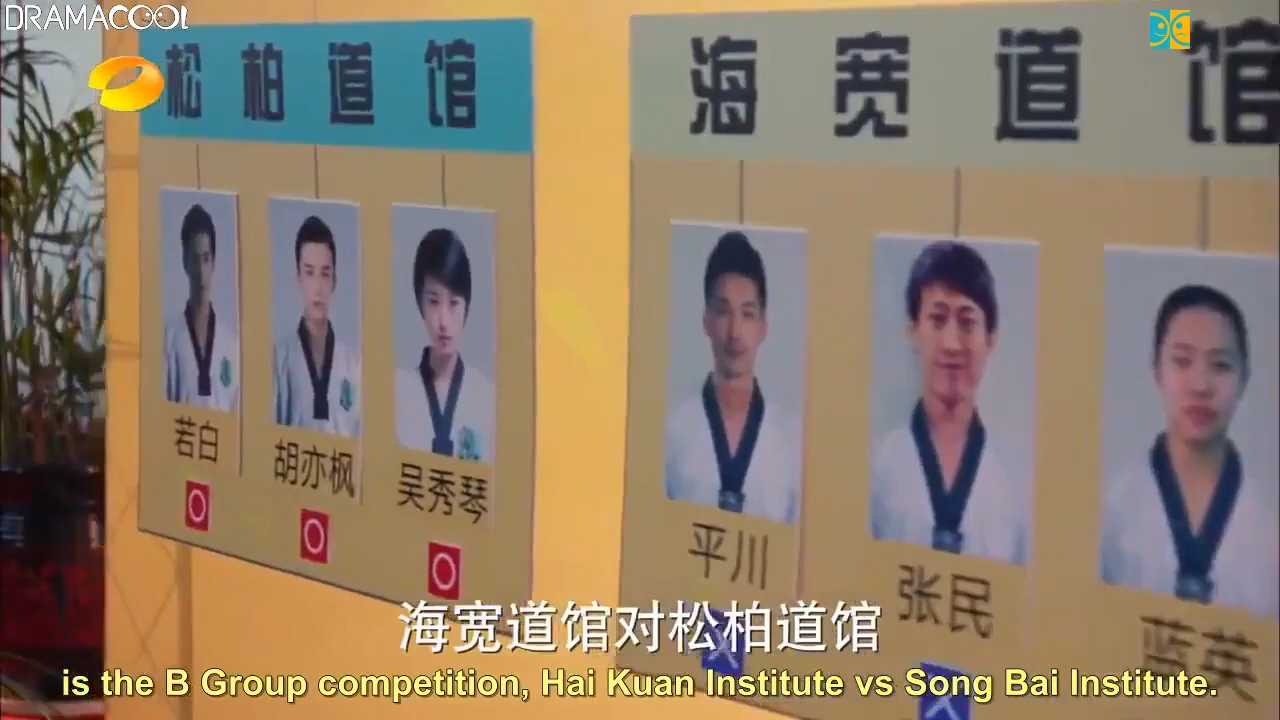 DRAMACOOL
松柏道馆
海宽道馆
若白
胡亦枫
吴秀琴
平川
张民
蓝英
海宽道馆对松柏道馆
is the B Group competition, Hai Kuan Institute vs Song Bai Institute.